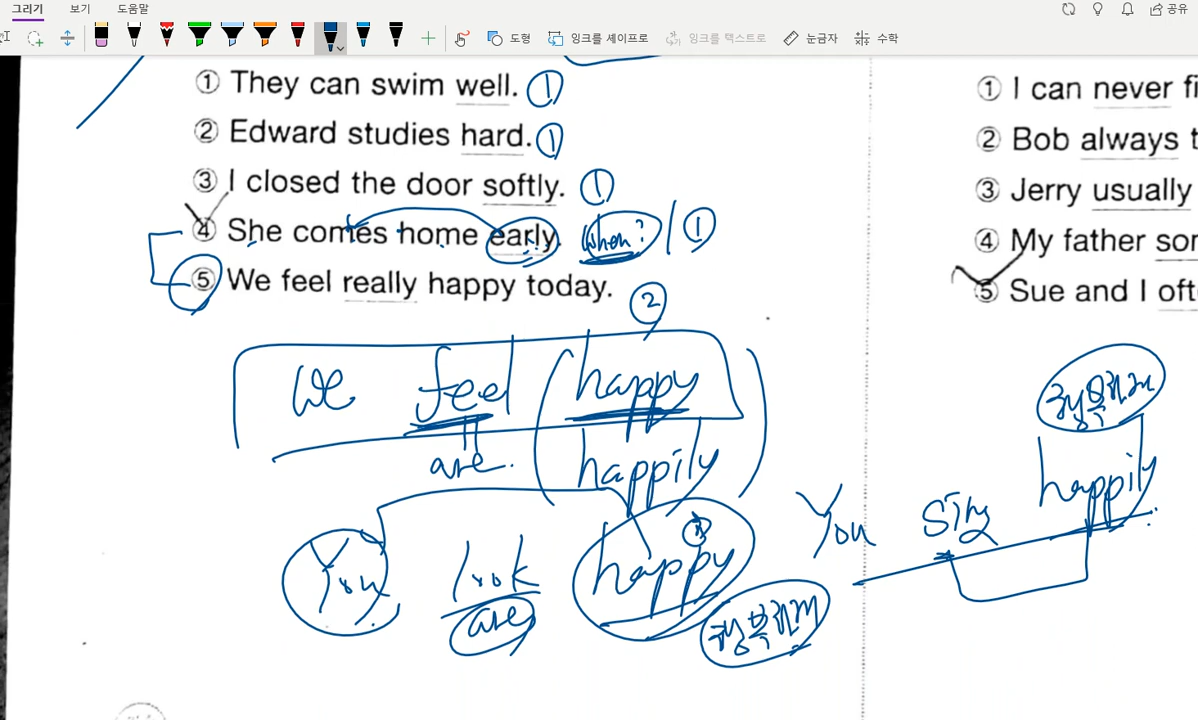 그리기 보기 도움말 공유
도형 잉크를 셰이프로 잉크를 텍스트로 눈금자 수학
① They can swim well. ①
② Edward studies hard. ①
③ I closed the door softly. ①
④ She comes home early. when? / ①
⑤ We feel really happy today.
②
We feel (happy
are. happily)
You look happy
are 행복하게
You sing happily
행복하게
① I can never fi
② Bob always t
③ Jerry usually
④ My father sor
⑤ Sue and I oft